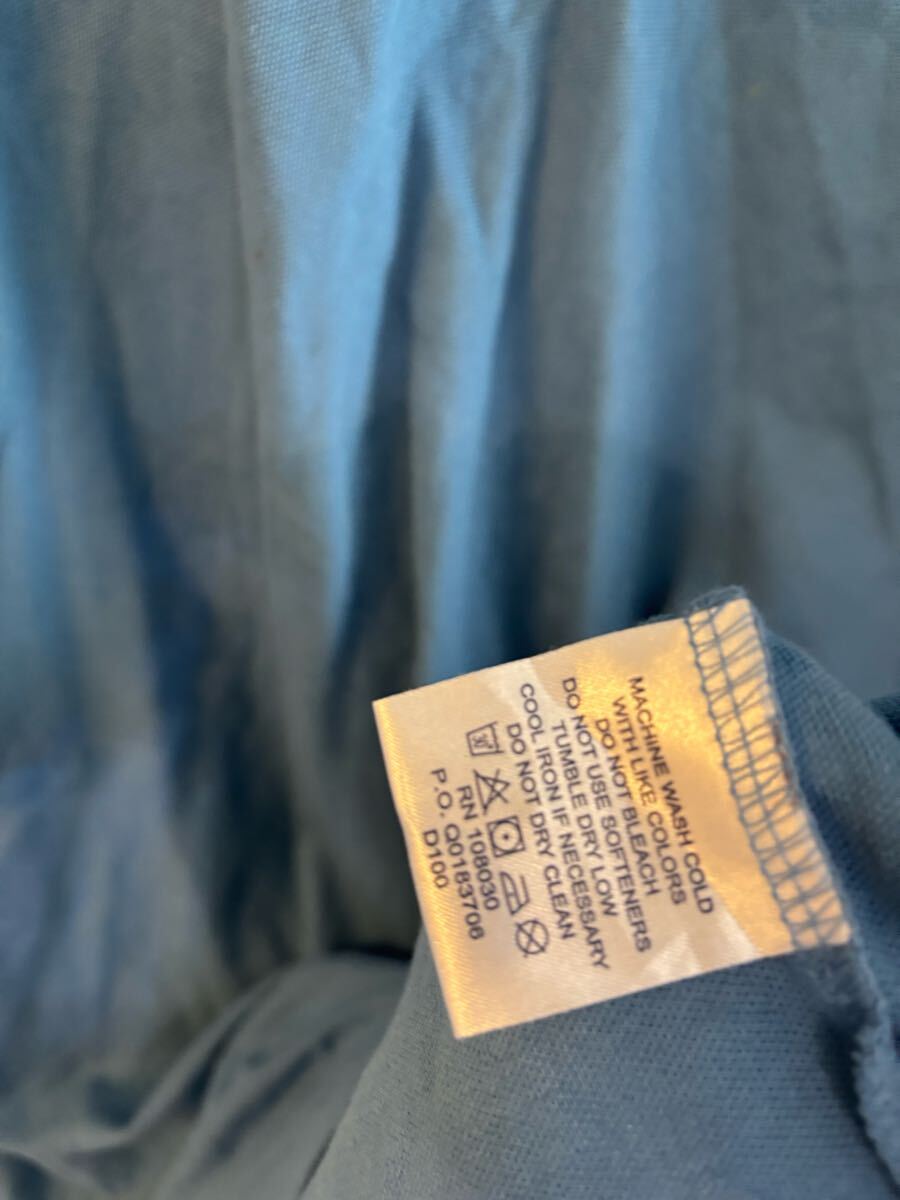 MACHINE WASH COLD
WITH LIKE COLORS
DO NOT BLEACH
DO NOT USE SOFTENERS
TUMBLE DRY LOW
COOL IRON IF NECESSARY
DO NOT DRY CLEAN
RN 108030
P.O. Q0183706
D100